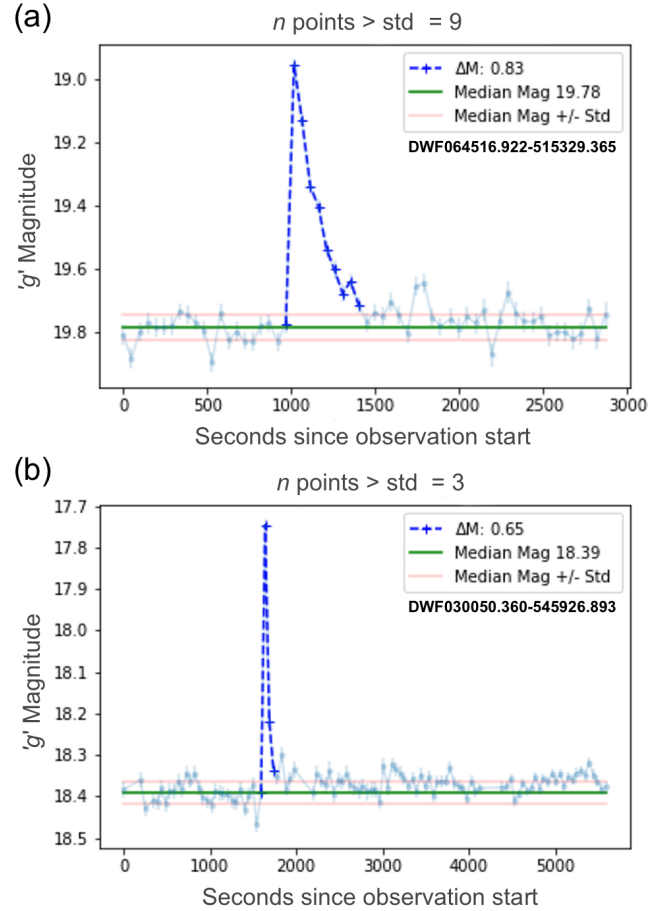 (a)
n points > std = 9
19.0
19.2
19.4
19.6
19.8
'g' Magnitude
ΔM: 0.83
Median Mag 19.78
Median Mag +/- Std
DWF064516.922-515329.365
0 500 1000 1500 2000 2500 3000
Seconds since observation start
(b)
n points > std = 3
17.7
17.8
17.9
18.0
18.1
18.2
18.3
18.4
18.5
'g' Magnitude
ΔM: 0.65
Median Mag 18.39
Median Mag +/- Std
DWF030050.360-545926.893
0 1000 2000 3000 4000 5000
Seconds since observation start